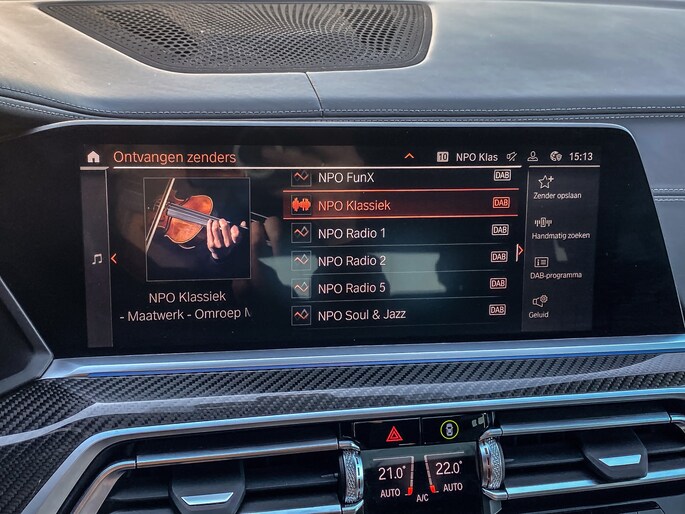 Ontvangen zenders
10 NPO Klas 15:13
NPO FunX DAB
NPO Klassiek DAB
NPO Radio 1 DAB
NPO Radio 2 DAB
NPO Radio 5 DAB
NPO Soul & Jazz DAB
NPO Klassiek
- Maatwerk - Omroep M
Zender opslaan
Handmatig zoeken
DAB-programma
Geluid
21.0° 22.0°
AUTO A/C AUTO